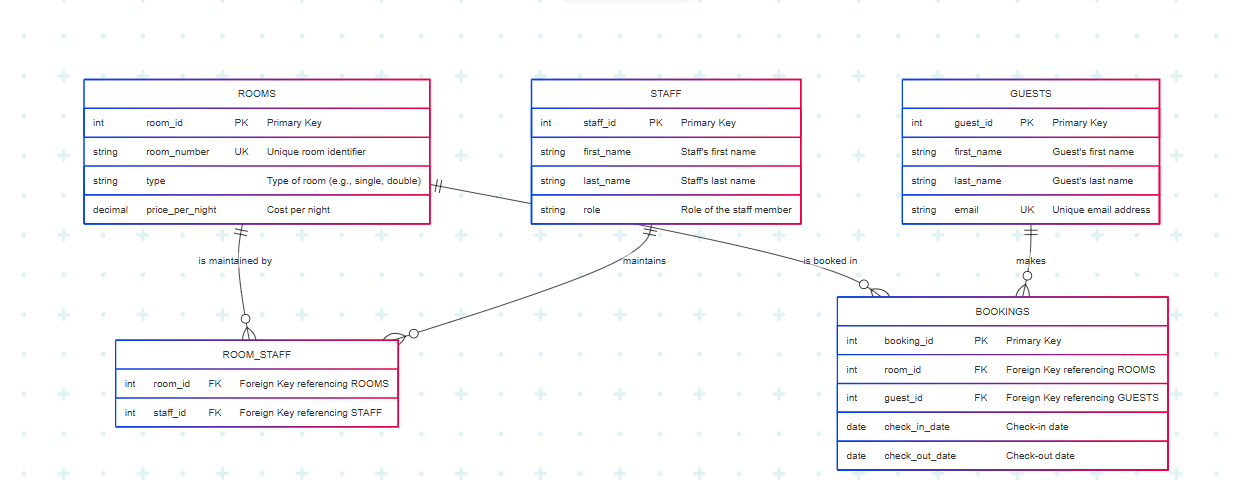 ROOMS
int room_id PK Primary Key
string room_number UK Unique room identifier
string type Type of room (e.g., single, double)
decimal price_per_night Cost per night
STAFF
int staff_id PK Primary Key
string first_name Staff's first name
string last_name Staff's last name
string role Role of the staff member
GUESTS
int guest_id PK Primary Key
string first_name Guest's first name
string last_name Guest's last name
string email UK Unique email address
is maintained by
maintains
is booked in
makes
ROOM_STAFF
int room_id FK Foreign Key referencing ROOMS
int staff_id FK Foreign Key referencing STAFF
BOOKINGS
int booking_id PK Primary Key
int room_id FK Foreign Key referencing ROOMS
int guest_id FK Foreign Key referencing GUESTS
date check_in_date Check-in date
date check_out_date Check-out date